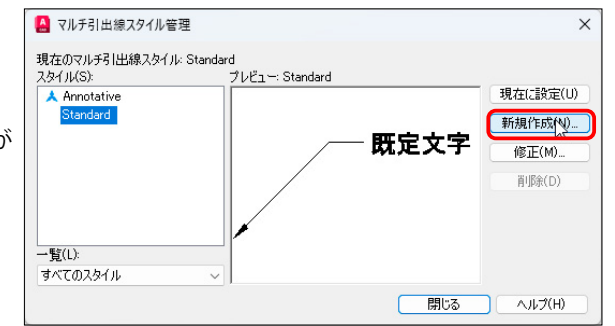 マルチ引出線スタイル管理
現在のマルチ引出線スタイル: Standard
スタイル(S):
プレビュー: Standard
Annotative
Standard
現在に設定(U)
新規作成(N)...
修正(M)...
削除(D)
既定文字
が
一覧(L):
すべてのスタイル
閉じる
ヘルプ(H)